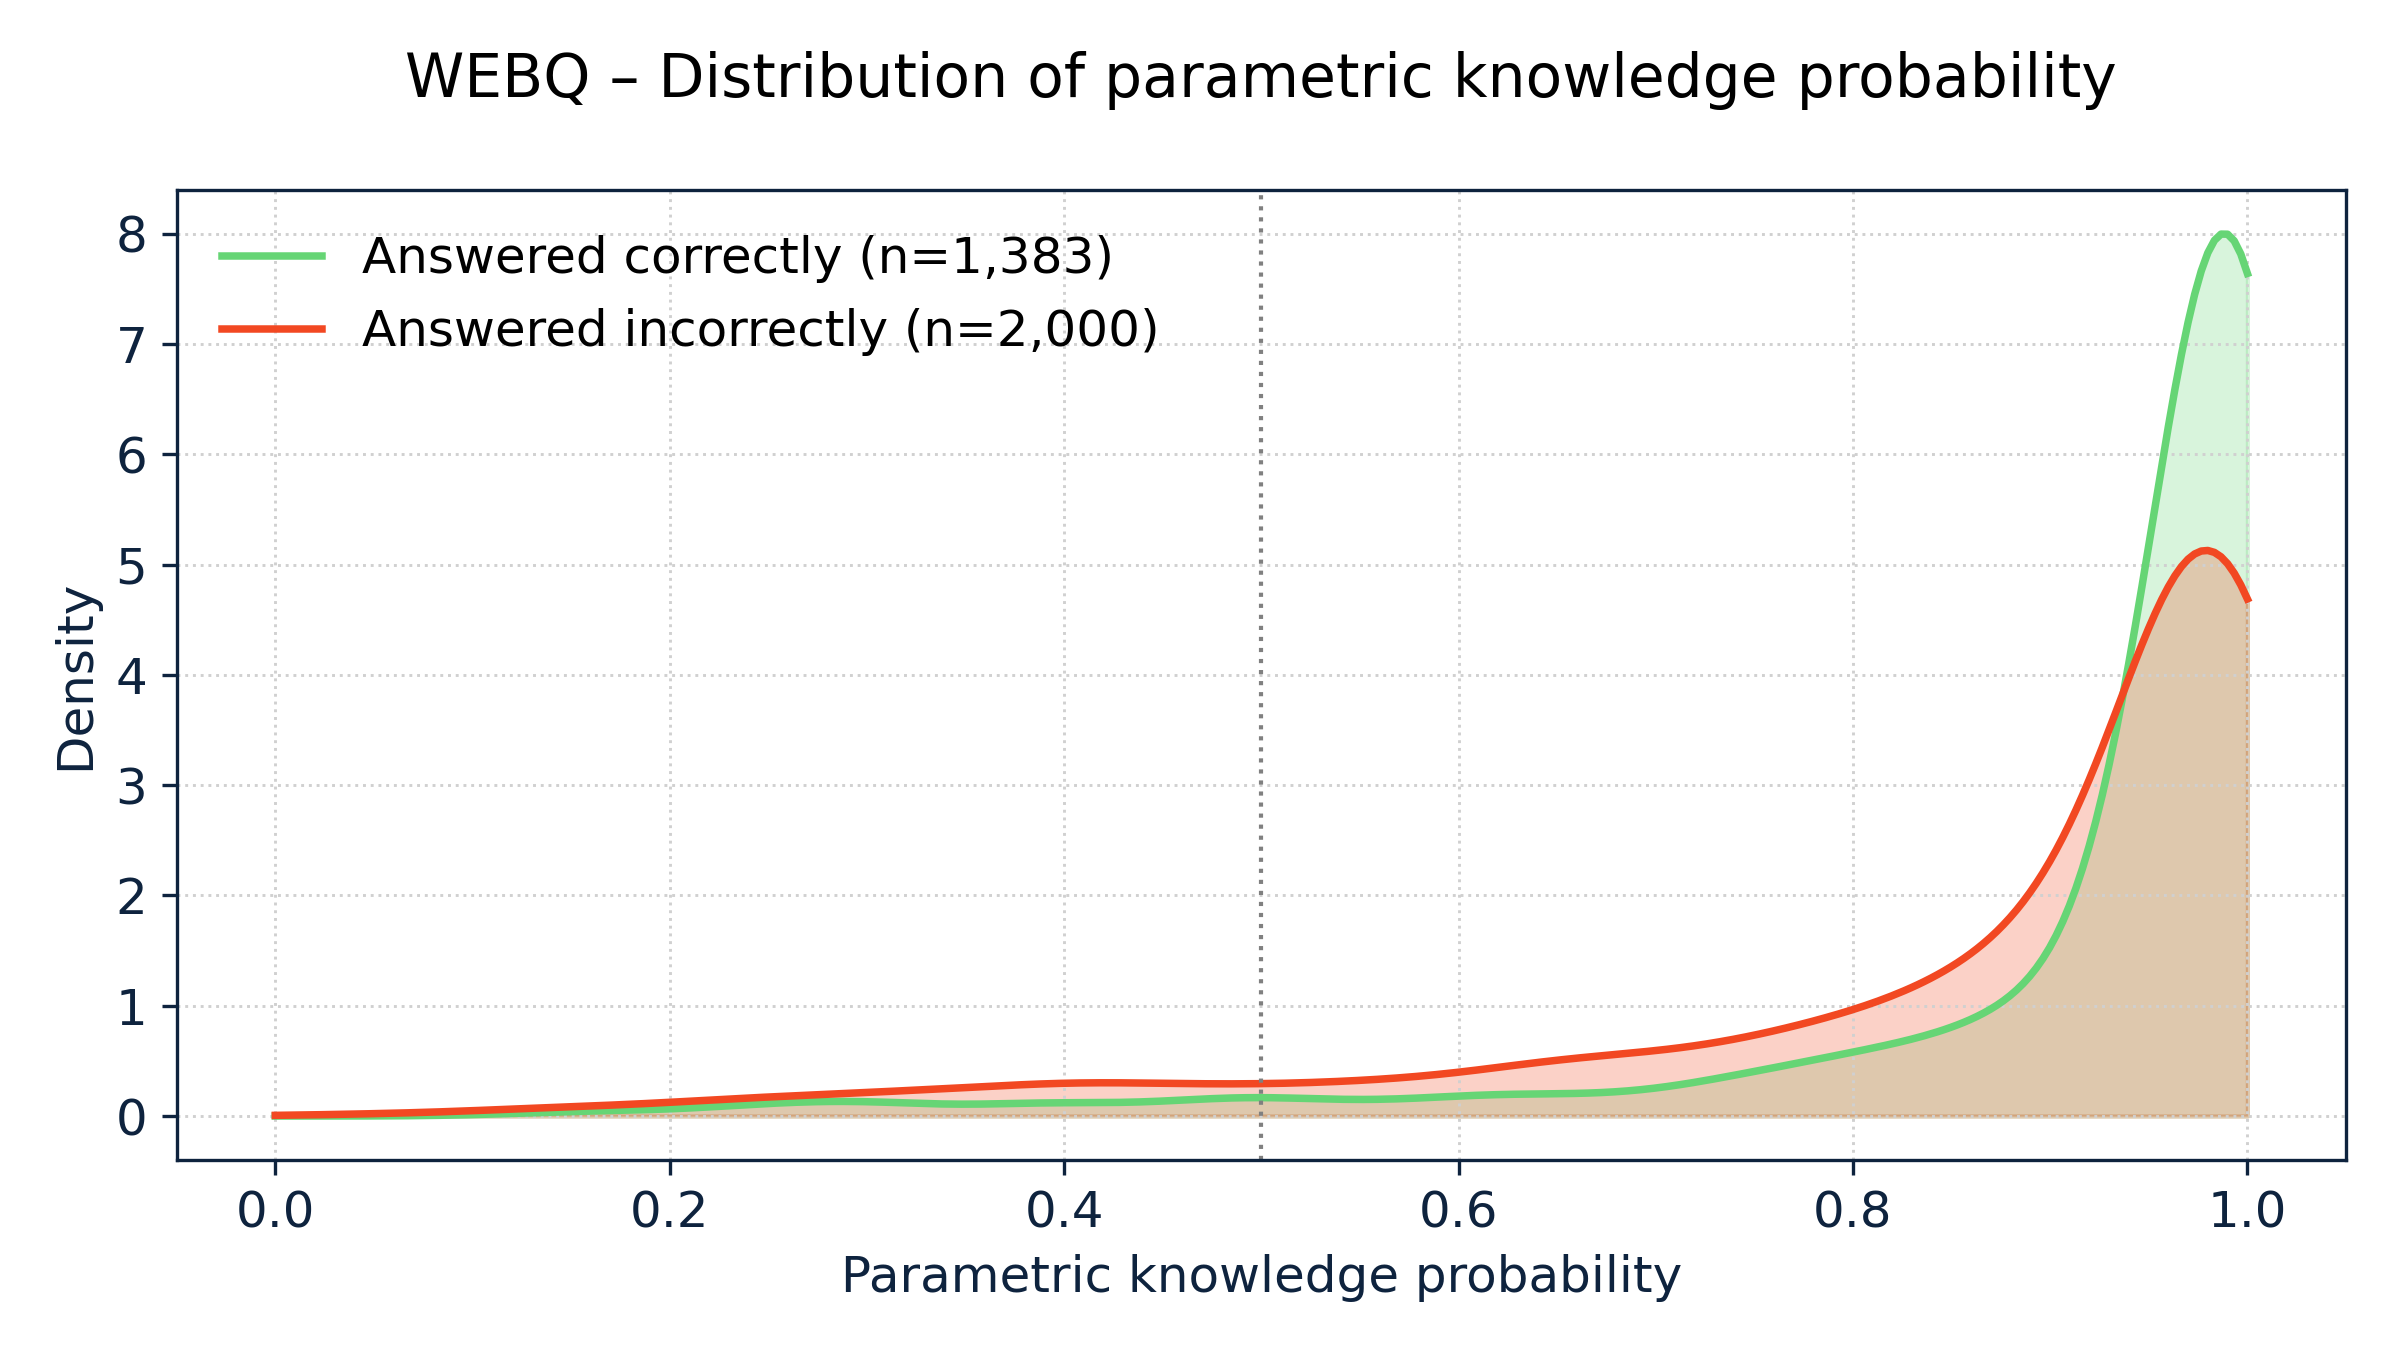 WEBQ – Distribution of parametric knowledge probability
Answered correctly (n=1,383)
Answered incorrectly (n=2,000)
Density
8
7
6
5
4
3
2
1
0
0.0 0.2 0.4 0.6 0.8 1.0
Parametric knowledge probability